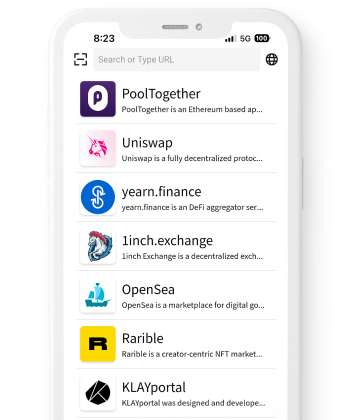 8:23
5G 100
Search or Type URL
PoolTogether
PoolTogether is an Ethereum based ap...
Uniswap
Uniswap is a fully decentralized protoc...
yearn.finance
yearn.finance is an DeFi aggregator ser...
1inch.exchange
1inch Exchange is a decentralized exch...
OpenSea
OpenSea is a marketplace for digital go...
R
Rarible
Rarible is a creator-centric NFT market...
KLAYportal
KLAYportal was designed and develope...